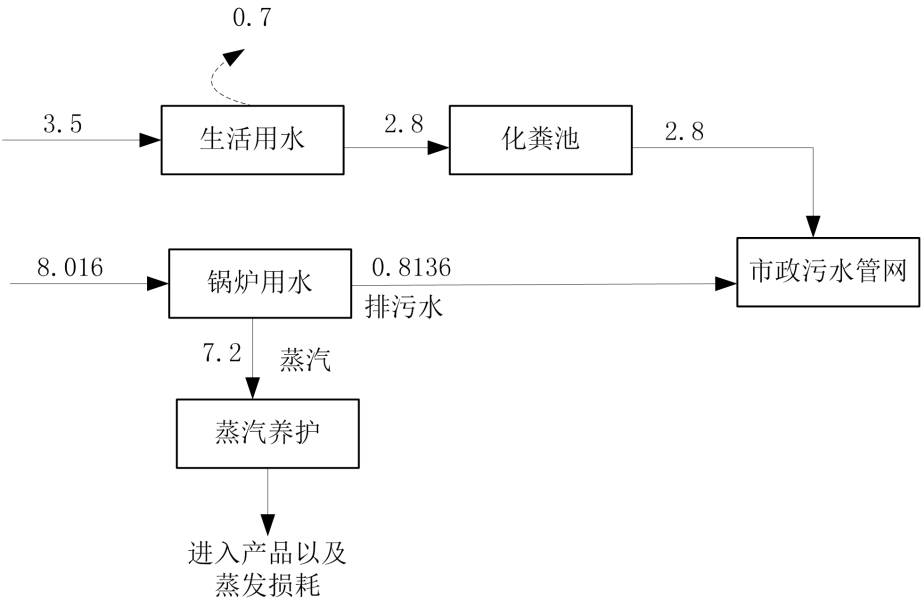 0.7
3.5
生活用水
2.8
化粪池
2.8
8.016
锅炉用水
0.8136
排污水
市政污水管网
7.2
蒸汽
蒸汽养护
进入产品以及
蒸发损耗